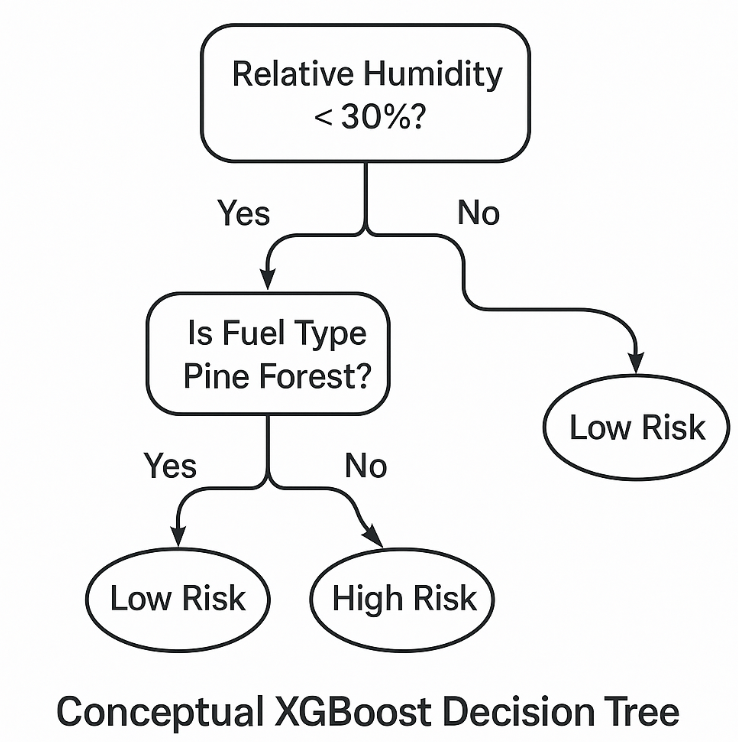 Relative Humidity
< 30%?
Yes
No
Is Fuel Type
Pine Forest?
Low Risk
Yes
No
Low Risk
High Risk
Conceptual XGBoost Decision Tree